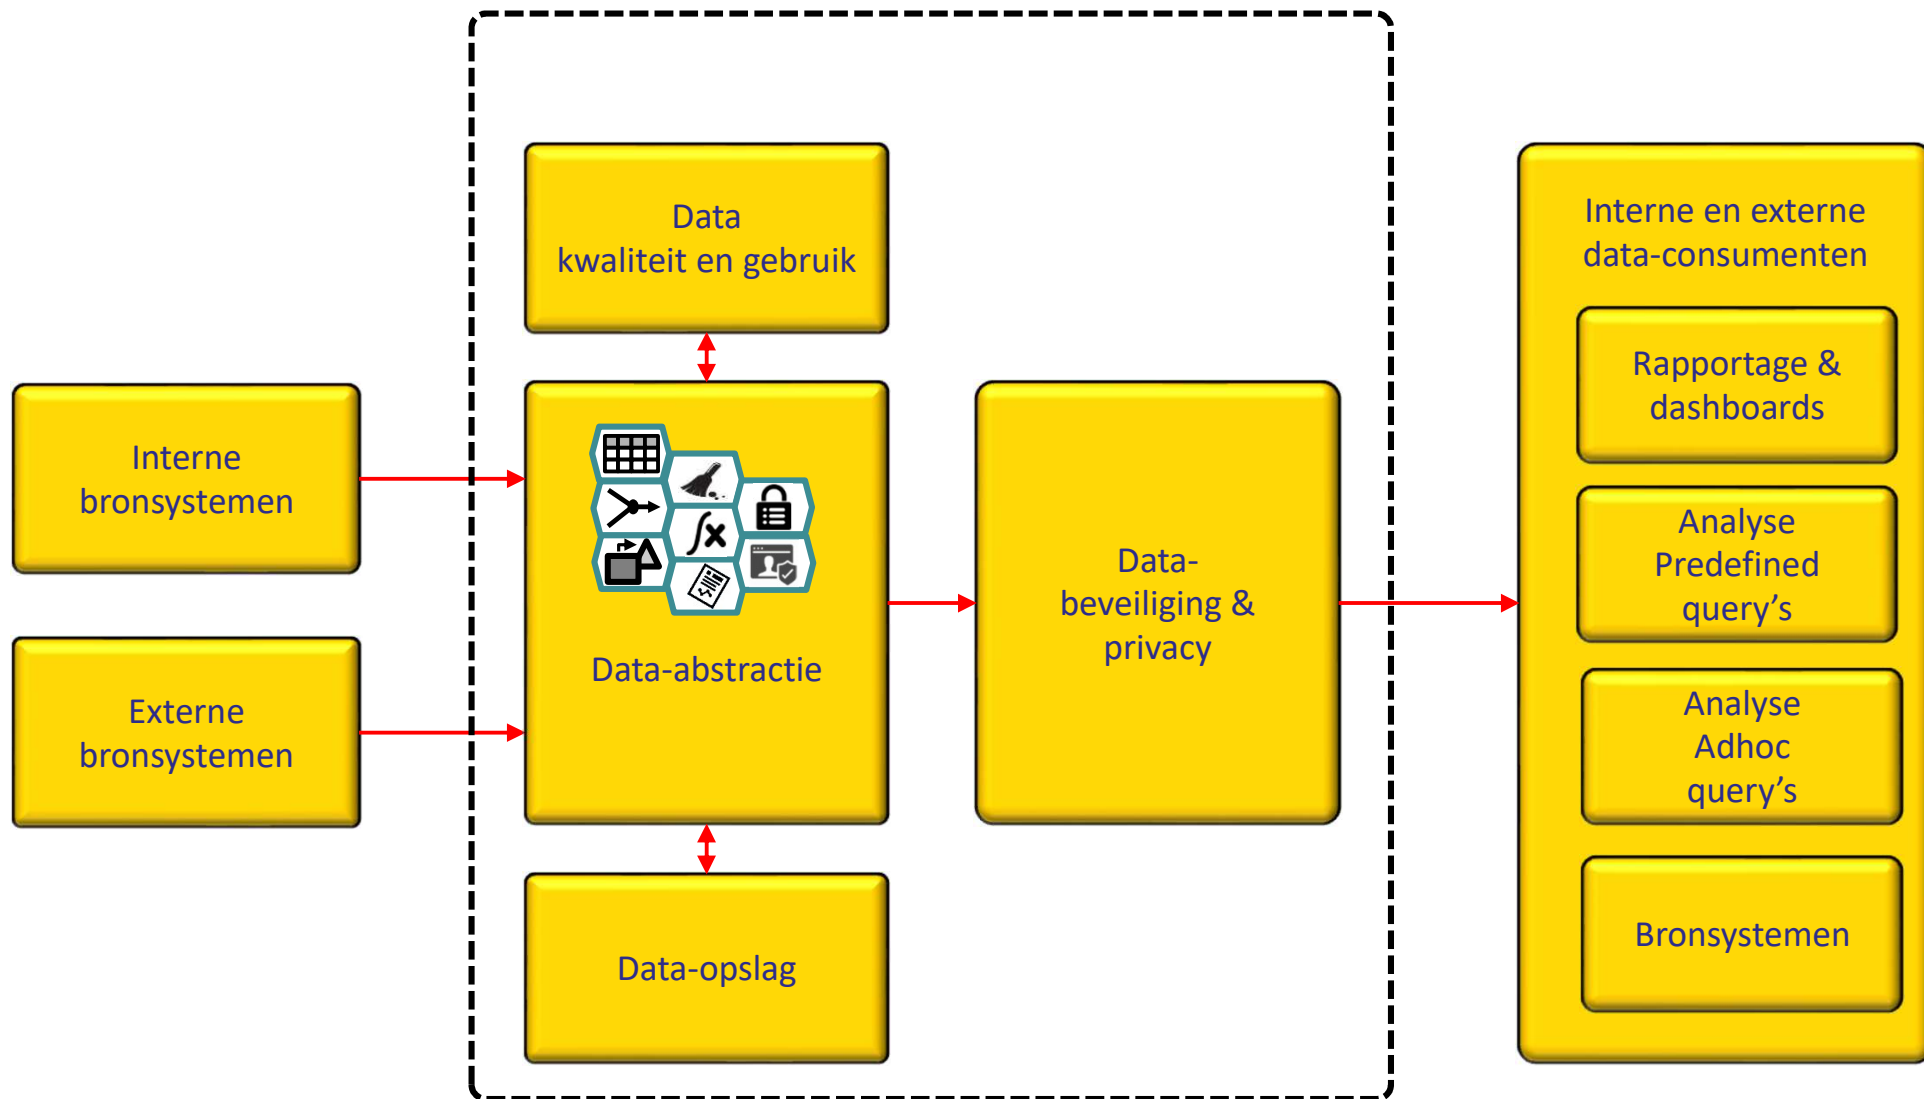 Data
kwaliteit en gebruik
Interne
bronsystemen
Externe
bronsystemen
Data-abstractie
Data-opslag
Data-
beveiliging &
privacy
Interne en externe
data-consumenten
Rapportage &
dashboards
Analyse
Predefined
query’s
Analyse
Adhoc
query’s
Bronsystemen